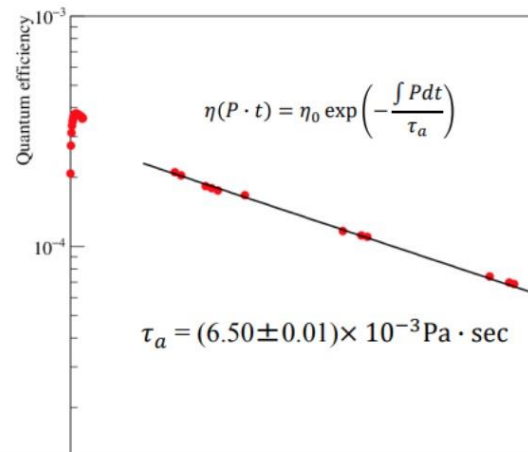 10⁻³
Quantum efficiency
η(P · t) = η₀ exp(−∫ Pdt / τₐ)
10⁻⁴
τₐ = (6.50±0.01)× 10⁻³Pa · sec